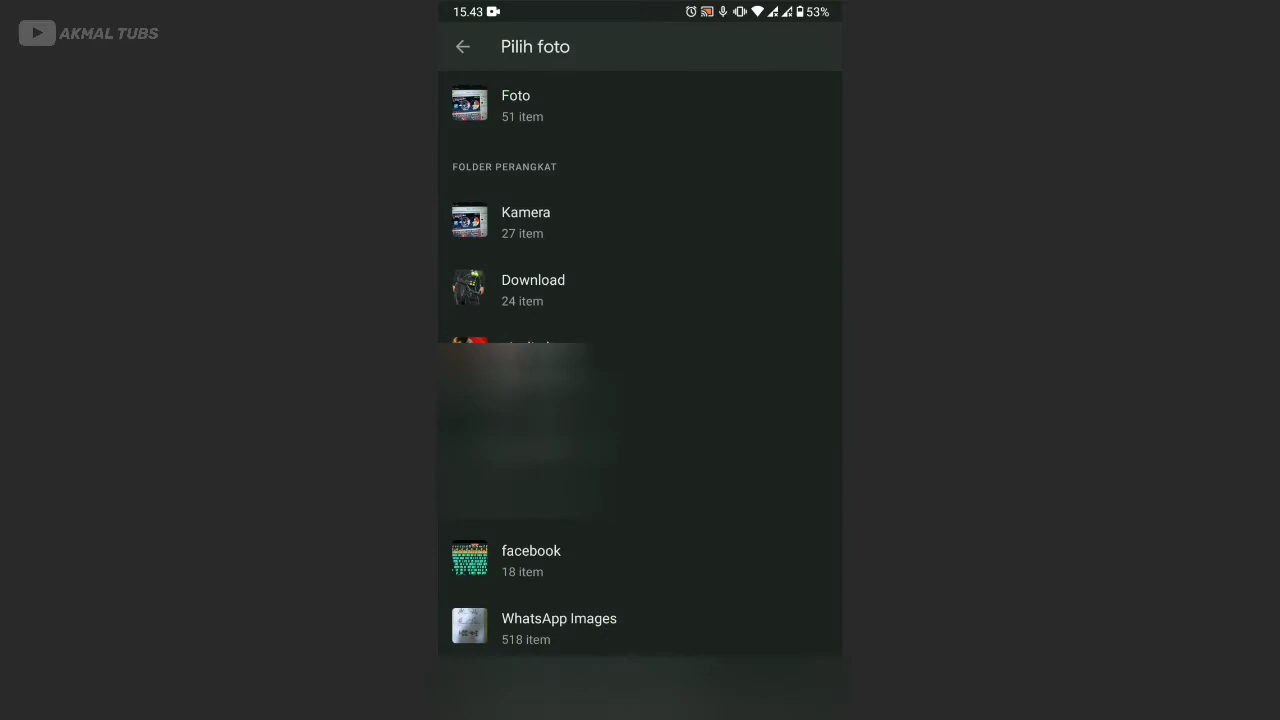 AKMAL TUBS
15.43
53%
Pilih foto
Foto
51 item
FOLDER PERANGKAT
Kamera
27 item
Download
24 item
facebook
18 item
WhatsApp Images
518 item